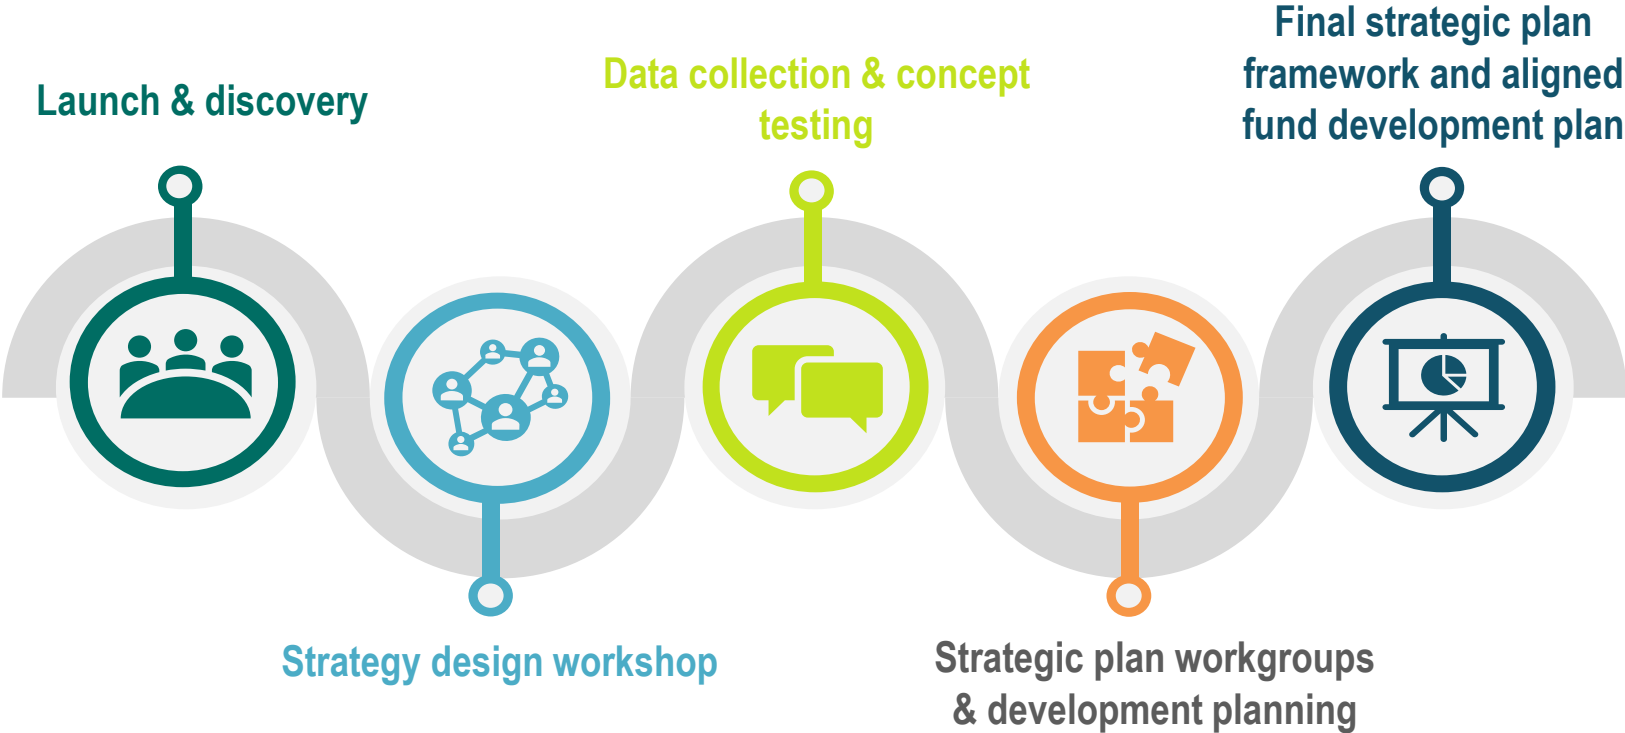 Launch & discovery
Strategy design workshop
Data collection & concept
testing
Strategic plan workgroups
& development planning
Final strategic plan
framework and aligned
fund development plan